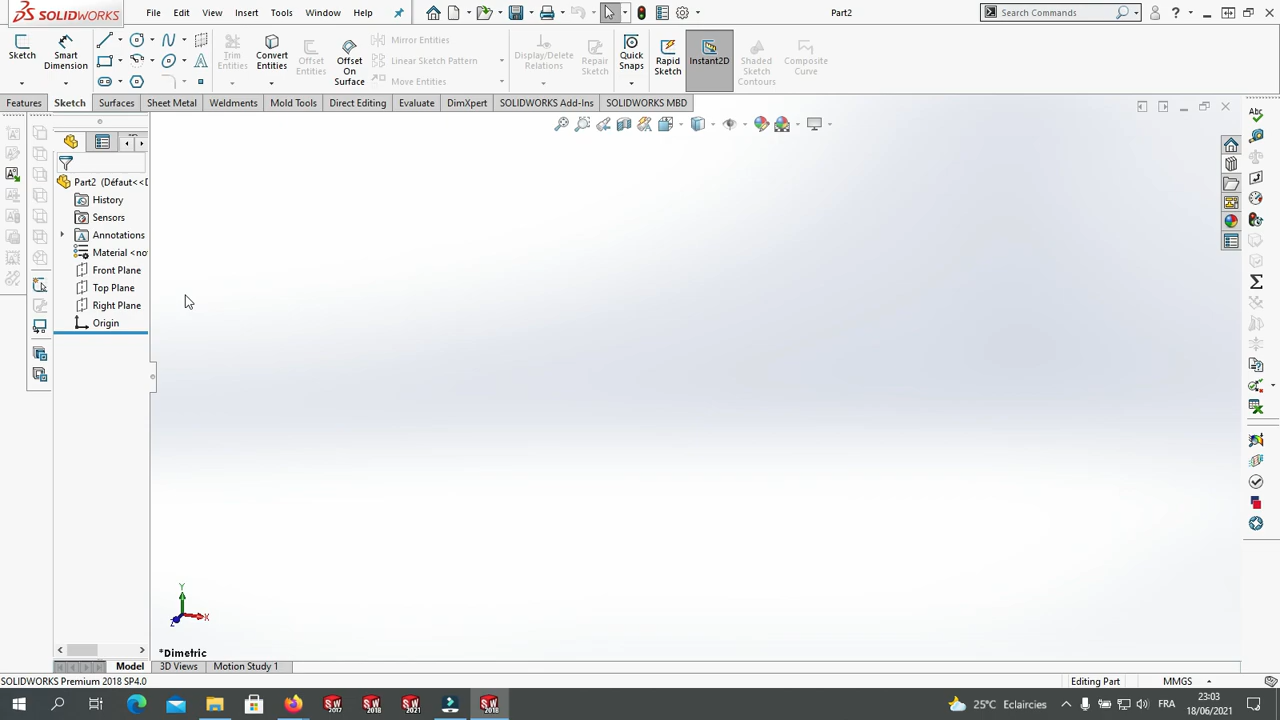 SOLIDWORKS
File Edit View Insert Tools Window Help
Part2
Search Commands
Sketch
Smart Dimension
Trim Entities
Convert Entities
Offset Entities
Offset On Surface
Mirror Entities
Linear Sketch Pattern
Move Entities
Display/Delete Relations
Repair Sketch
Quick Snaps
Rapid Sketch
Instant2D
Shaded Sketch Contours
Composite Curve
Features Sketch Surfaces Sheet Metal Weldments Mold Tools Direct Editing Evaluate DimXpert SOLIDWORKS Add-Ins SOLIDWORKS MBD
Part2 (Défaut<<D
History
Sensors
Annotations
Material <no
Front Plane
Top Plane
Right Plane
Origin
Y
X
Z
*Dimetric
Model 3D Views Motion Study 1
SOLIDWORKS Premium 2018 SP4.0
Editing Part
MMGS
25°C Eclaircies
FRA
23:03
18/06/2021